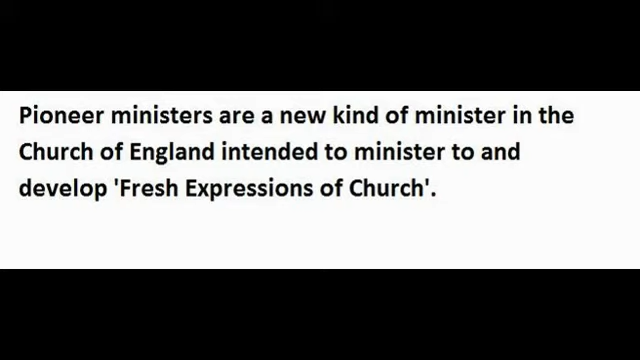 Pioneer ministers are a new kind of minister in the
Church of England intended to minister to and
develop 'Fresh Expressions of Church'.